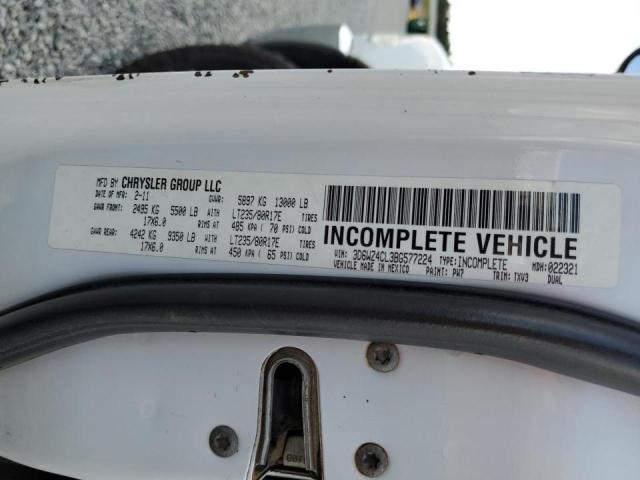 MFD BY CHRYSLER GROUP LLC
DATE OF MFR: 2-11 GVWR: 5897 KG 13000 LB
GAWR FRONT: 2495 KG 5500 LB WITH LT235/80R17E TIRES
17X6.0 RIMS AT 485 KPA ( 70 PSI) COLD
GAWR REAR: 4242 KG 9350 LB WITH LT235/80R17E TIRES
17X6.0 RIMS AT 450 KPA ( 65 PSI) COLD
INCOMPLETE VEHICLE
VIN: 3D6WZ4CL3BG577224 TYPE: INCOMPLETE MDH: 022321
VEHICLE MADE IN MEXICO PAINT: PW7 TRIM: TXV3 DUAL